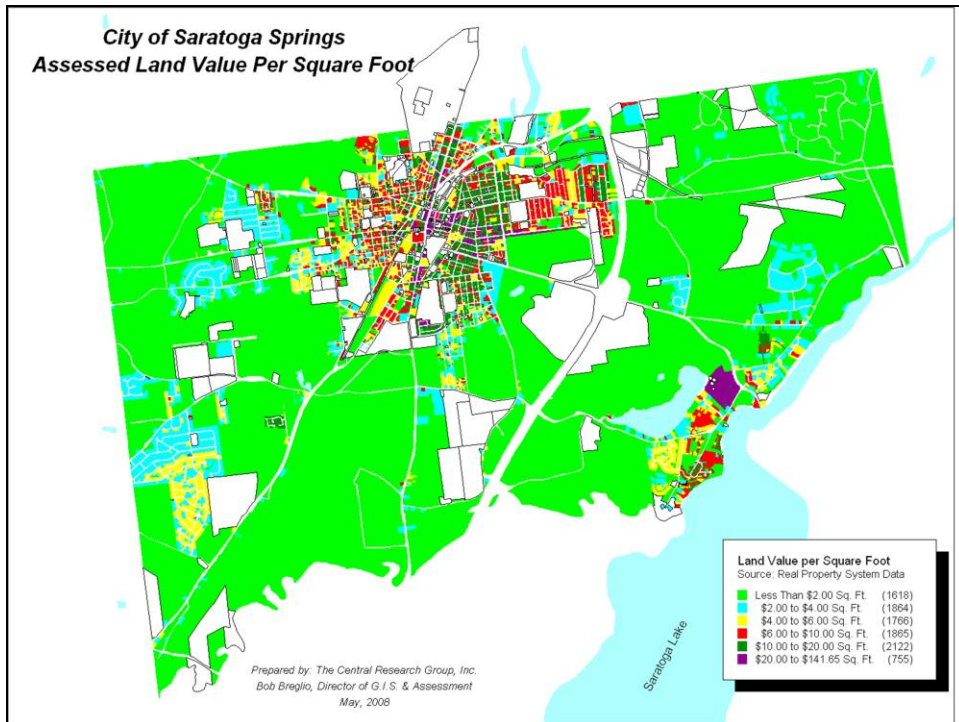 City of Saratoga Springs
Assessed Land Value Per Square Foot
Land Value per Square Foot
Source: Real Property System Data
Less Than $2.00 Sq. Ft. (1618)
$2.00 to $4.00 Sq. Ft. (1864)
$4.00 to $6.00 Sq. Ft. (1766)
$6.00 to $10.00 Sq. Ft. (1865)
$10.00 to $20.00 Sq. Ft. (2122)
$20.00 to $141.65 Sq. Ft. (755)
Saratoga Lake
Prepared by: The Central Research Group, Inc.
Bob Breglio, Director of G.I.S. & Assessment
May, 2008